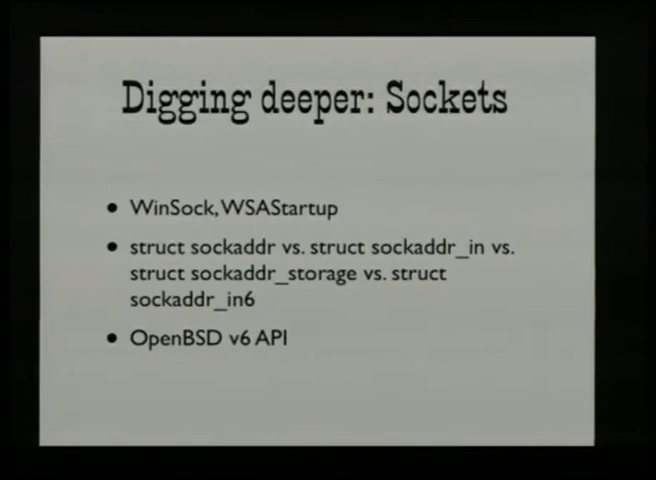 Digging deeper: Sockets
• WinSock, WSAStartup
• struct sockaddr vs. struct sockaddr_in vs.
struct sockaddr_storage vs. struct
sockaddr_in6
• OpenBSD v6 API